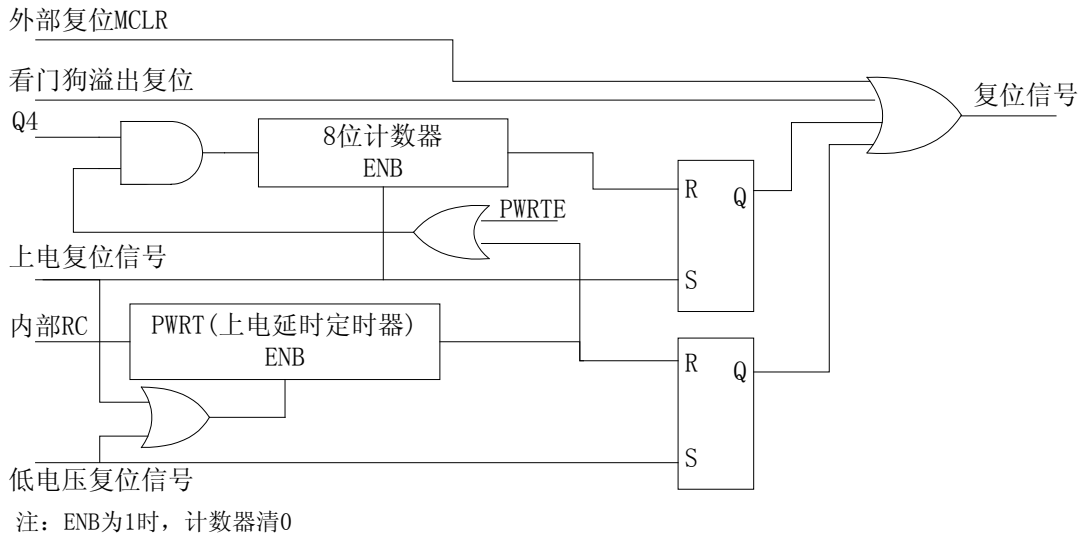 外部复位MCLR
看门狗溢出复位
复位信号
Q4
8位计数器
ENB
PWRTE
R
Q
S
上电复位信号
内部RC
PWRT(上电延时定时器)
ENB
R
Q
S
低电压复位信号
注：ENB为1时，计数器清0